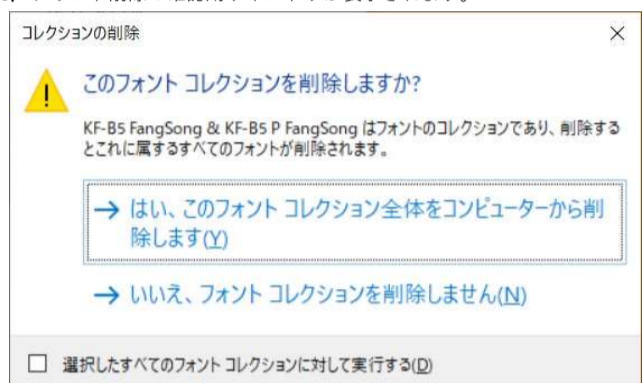 コレクションの削除
このフォント コレクションを削除しますか?
KF-B5 FangSong & KF-B5 P FangSong はフォントのコレクションであり、削除する
とこれに属するすべてのフォントが削除されます。
→ はい、このフォント コレクション全体をコンピューターから削
除します(Y)
→ いいえ、フォント コレクションを削除しません(N)
選択したすべてのフォント コレクションに対して実行する(D)